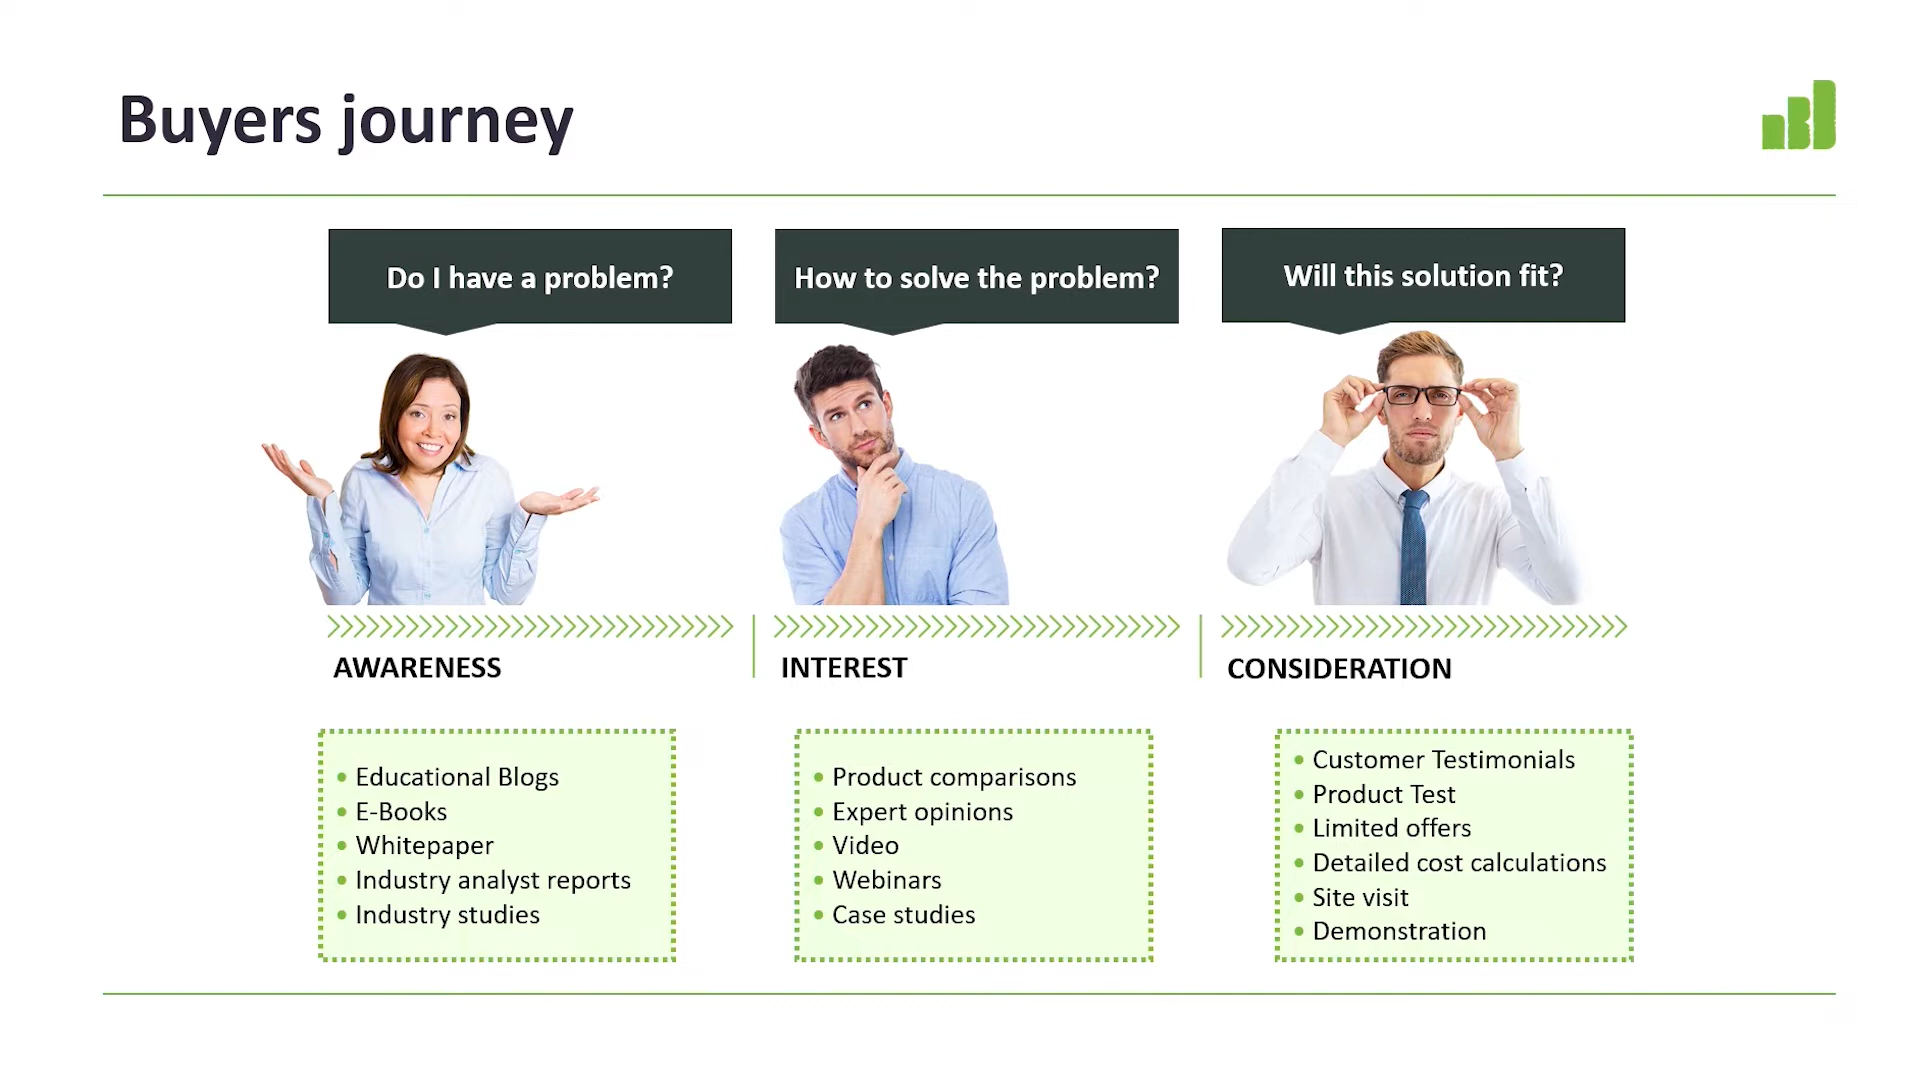 Buyers journey
Do I have a problem?
How to solve the problem?
Will this solution fit?
AWARENESS
INTEREST
CONSIDERATION
• Educational Blogs
• E-Books
• Whitepaper
• Industry analyst reports
• Industry studies
• Product comparisons
• Expert opinions
• Video
• Webinars
• Case studies
• Customer Testimonials
• Product Test
• Limited offers
• Detailed cost calculations
• Site visit
• Demonstration